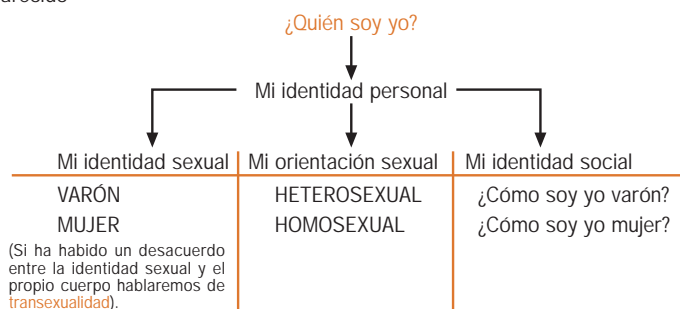 ¿Quién soy yo?
Mi identidad personal
Mi identidad sexual
Mi orientación sexual
Mi identidad social
VARÓN
HETEROSEXUAL
¿Cómo soy yo varón?
MUJER
HOMOSEXUAL
¿Cómo soy yo mujer?
(Si ha habido un desacuerdo
entre la identidad sexual y el
propio cuerpo hablaremos de
transexualidad).